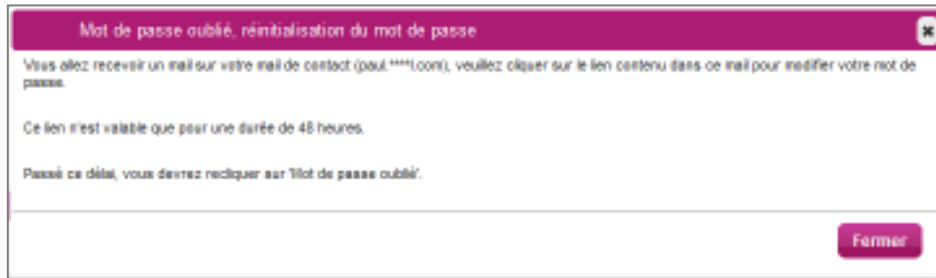 Mot de passe oublié, réinitialisation du mot de passe
Vous allez recevoir un mail sur votre mail de contact (paul.****l.com), veuillez cliquer sur le lien contenu dans ce mail pour modifier votre mot de
passe.
Ce lien n'est valable que pour une durée de 48 heures.
Passé ce délai, vous devrez recliquer sur 'Mot de passe oublié'.
Fermer